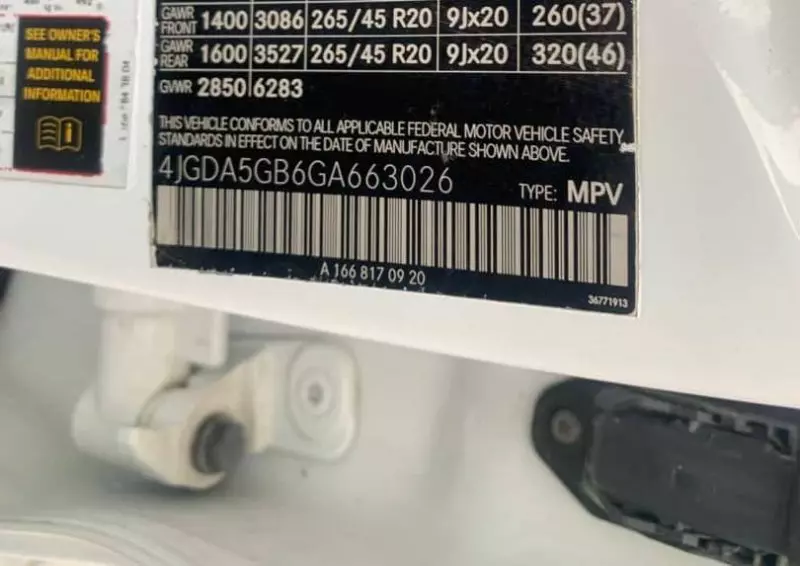 SEE OWNER'S
MANUAL FOR
ADDITIONAL
INFORMATION
GAWR FRONT 1400 3086 265/45 R20 9Jx20 260(37)
GAWR REAR 1600 3527 265/45 R20 9Jx20 320(46)
GVWR 2850 6283
THIS VEHICLE CONFORMS TO ALL APPLICABLE FEDERAL MOTOR VEHICLE SAFETY
STANDARDS IN EFFECT ON THE DATE OF MANUFACTURE SHOWN ABOVE.
4JGDA5GB6GA663026 TYPE: MPV
A 166 817 09 20
36771913